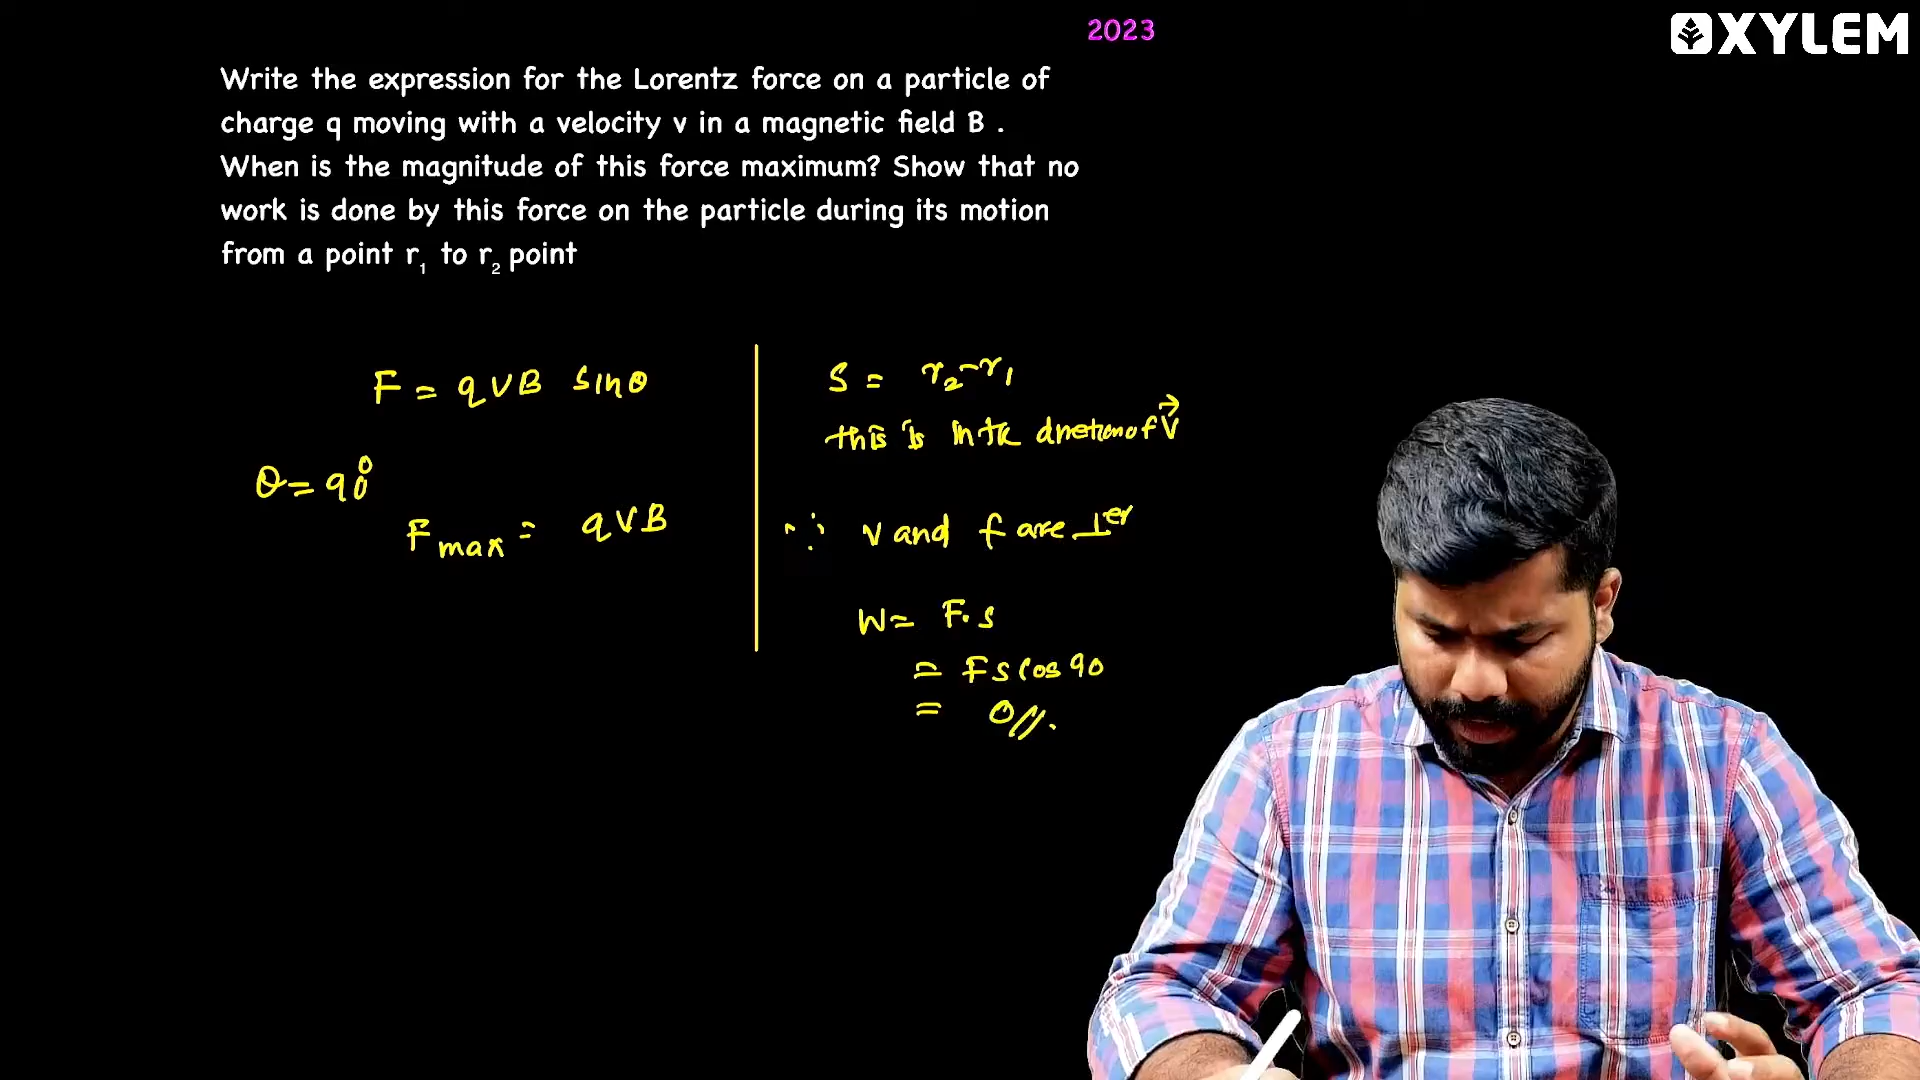 2023
XYLEM
Write the expression for the Lorentz force on a particle of
charge q moving with a velocity v in a magnetic field B .
When is the magnitude of this force maximum? Show that no
work is done by this force on the particle during its motion
from a point r₁ to r₂ point
F = qVB sinθ
θ = 90°
Fmax = qVB
S = r₂-r₁
this is in the direction of V⃗
∵ v and f are ⊥er
W = F.s
= Fs cos 90
= 0//.